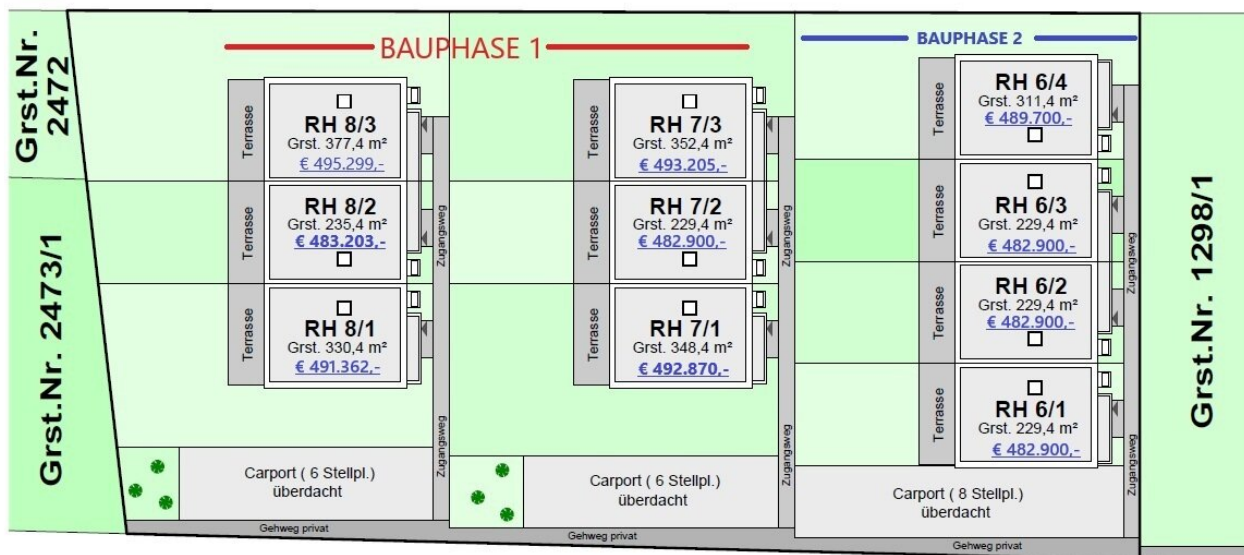 Grst.Nr.
2472
Grst.Nr. 2473/1
BAUPHASE 1
Terrasse
RH 8/3
Grst. 377,4 m²
€ 495.299,-
Terrasse
RH 8/2
Grst. 235,4 m²
€ 483.203,-
Terrasse
RH 8/1
Grst. 330,4 m²
€ 491.362,-
Zugangsweg
Zugangsweg
Carport ( 6 Stellpl.)
überdacht
Gehweg privat
Terrasse
RH 7/3
Grst. 352,4 m²
€ 493.205,-
Terrasse
RH 7/2
Grst. 229,4 m²
€ 482.900,-
Terrasse
RH 7/1
Grst. 348,4 m²
€ 492.870,-
Zugangsweg
Zugangsweg
Carport ( 6 Stellpl.)
überdacht
Gehweg privat
BAUPHASE 2
Terrasse
RH 6/4
Grst. 311,4 m²
€ 489.700,-
Terrasse
RH 6/3
Grst. 229,4 m²
€ 482.900,-
Terrasse
RH 6/2
Grst. 229,4 m²
€ 482.900,-
Terrasse
RH 6/1
Grst. 229,4 m²
€ 482.900,-
Zugangsweg
Zugangsweg
Carport ( 8 Stellpl.)
überdacht
Gehweg privat
Grst.Nr. 1298/1